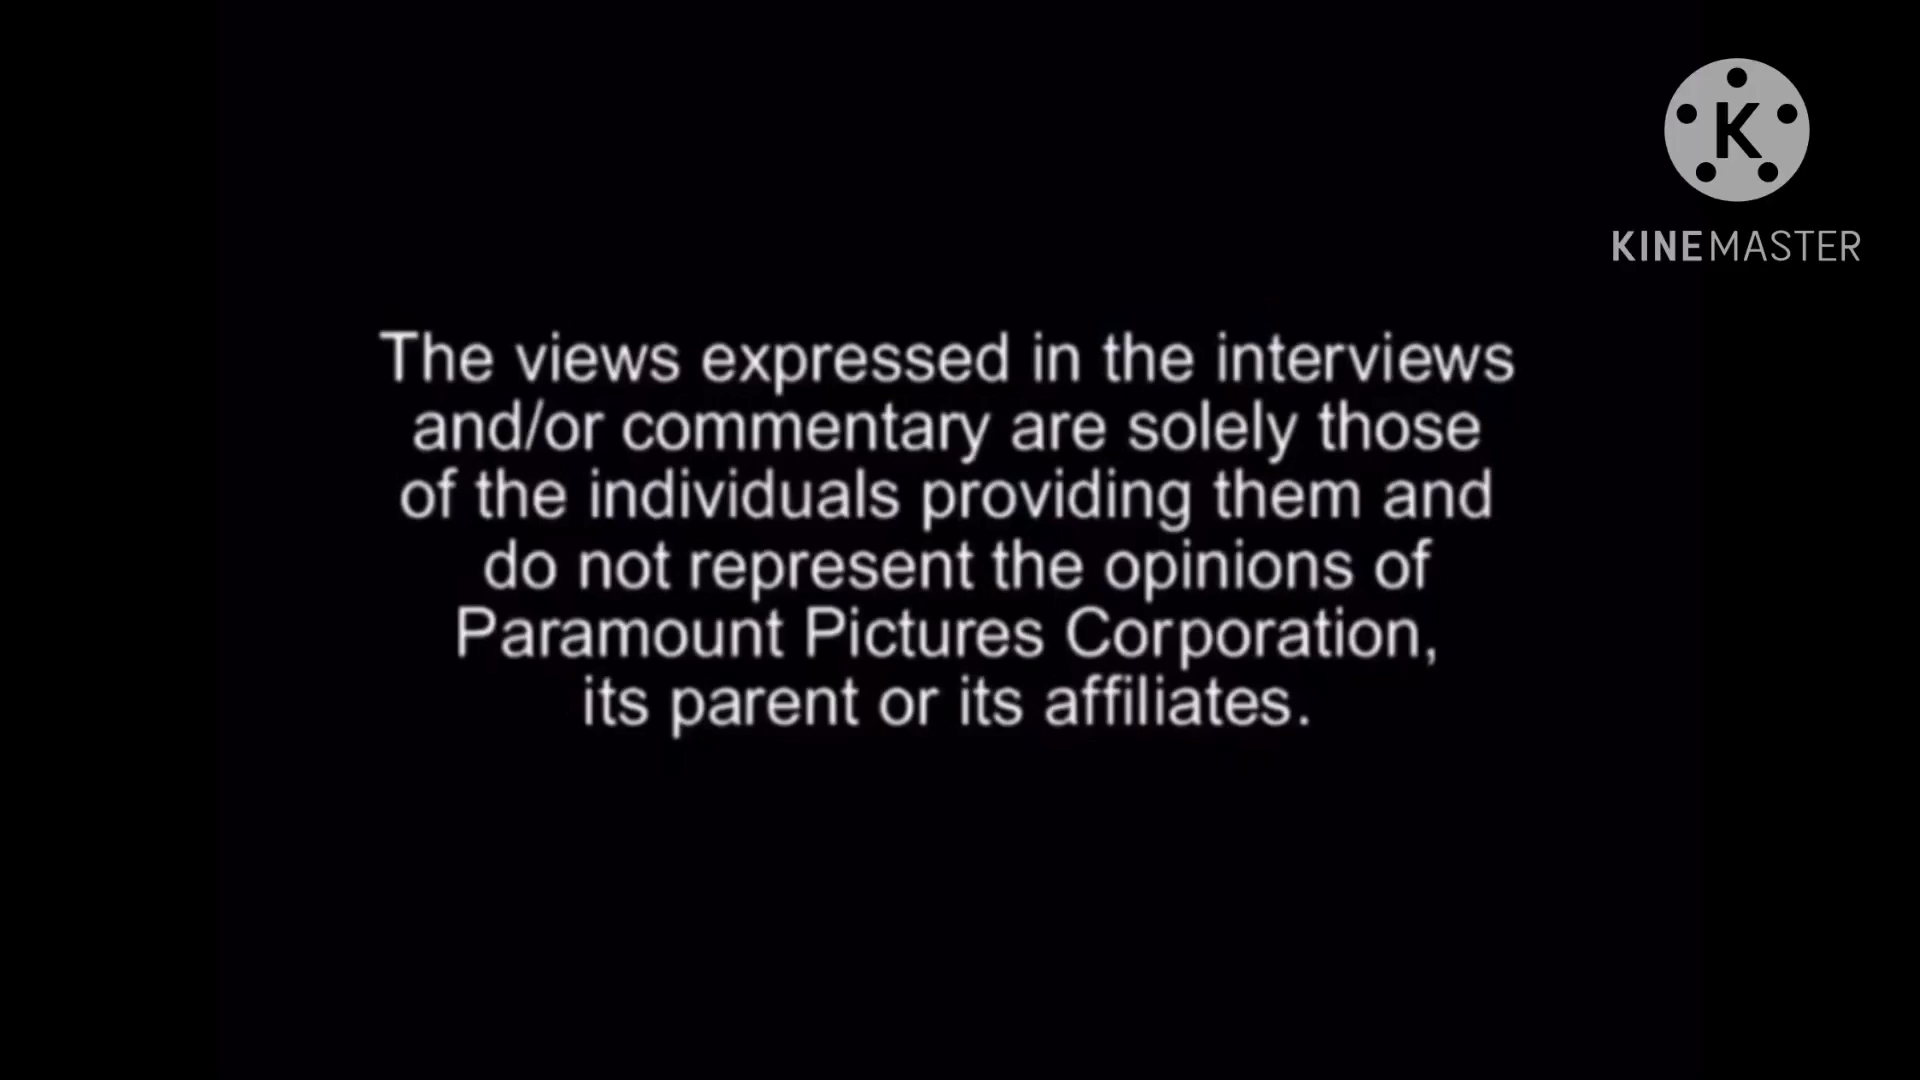 K
KINEMASTER
The views expressed in the interviews
and/or commentary are solely those
of the individuals providing them and
do not represent the opinions of
Paramount Pictures Corporation,
its parent or its affiliates.